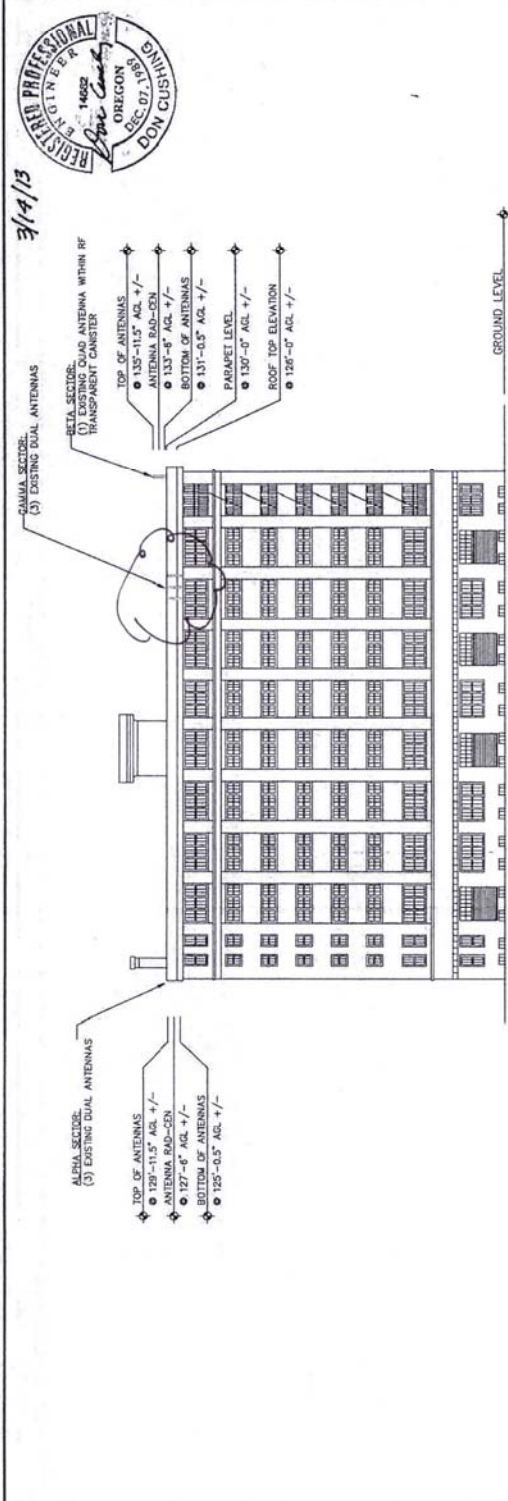 3/14/13
REGISTERED PROFESSIONAL
ENGINEER
14662
OREGON
DEC. 07, 1989
DON CUSHING
GAMMA SECTOR:
(3) EXISTING DUAL ANTENNAS
BETA SECTOR:
(1) EXISTING QUAD ANTENNA WITHIN RF
TRANSPARENT CANISTER
TOP OF ANTENNAS
@ 135'-11.5" AGL +/-
ANTENNA RAD-CEN
@ 133'-6" AGL +/-
BOTTOM OF ANTENNAS
@ 131'-0.5" AGL +/-
PARAPET LEVEL
@ 130'-0" AGL +/-
ROOF TOP ELEVATION
@ 126'-0" AGL +/-
GROUND LEVEL
ALPHA SECTOR:
(3) EXISTING DUAL ANTENNAS
TOP OF ANTENNAS
@ 129'-11.5" AGL +/-
ANTENNA RAD-CEN
@ 127'-6" AGL +/-
BOTTOM OF ANTENNAS
@ 125'-0.5" AGL +/-